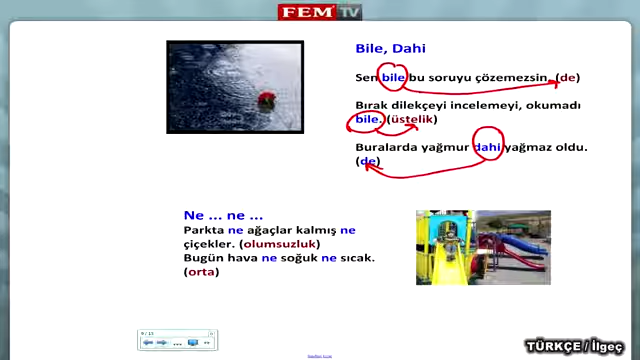 FEM TV
Bile, Dahi
Sen bile bu soruyu çözemezsin. (de)
Bırak dilekçeyi incelemeyi, okumadı
bile. (üstelik)
Buralarda yağmur dahi yağmaz oldu.
(de)
Ne ... ne ...
Parkta ne ağaçlar kalmış ne
çiçekler. (olumsuzluk)
Bugün hava ne soğuk ne sıcak.
(orta)
9 / 13
TÜRKÇE / İlgeç